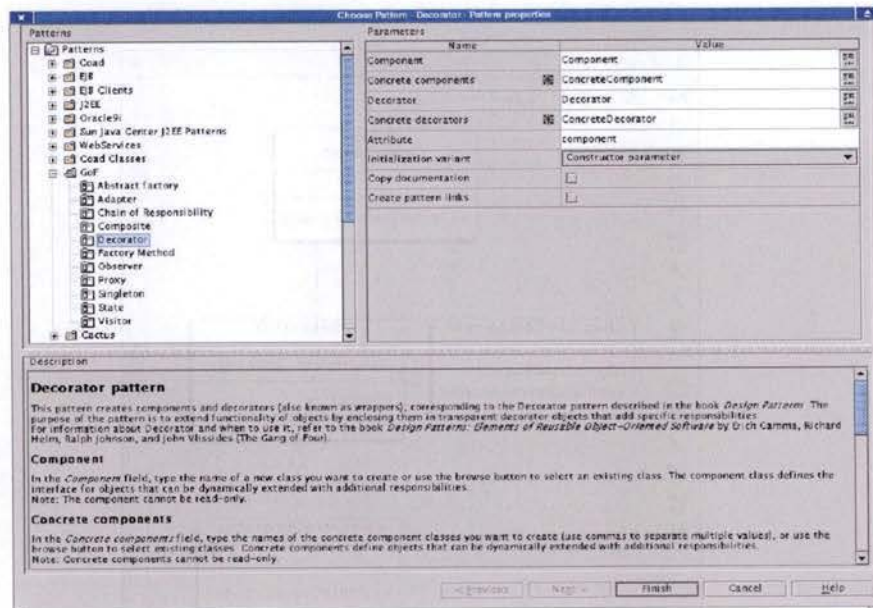 Choose Pattern - Decorator - Pattern properties
Patterns
Patterns
Coad
EJB
EJB Clients
J2EE
Oracle9i
Sun Java Center J2EE Patterns
WebServices
Coad Classes
GoF
Abstract factory
Adapter
Chain of Responsibility
Composite
Decorator
Factory Method
Observer
Proxy
Singleton
State
Visitor
Cactus
Parameters
Name Value
Component Component
Concrete components ConcreteComponent
Decorator Decorator
Concrete decorators ConcreteDecorator
Attribute component
Initialization variant Constructor parameter
Copy documentation
Create pattern links
Description
Decorator pattern
This pattern creates components and decorators (also known as wrappers), corresponding to the Decorator pattern described in the book Design Patterns. The
purpose of the pattern is to extend functionality of objects by enclosing them in transparent decorator objects that add specific responsibilities.
For information about Decorator and when to use it, refer to the book Design Patterns: Elements of Reusable Object-Oriented Software by Erich Gamma, Richard
Helm, Ralph Johnson, and John Vlissides (The Gang of Four).
Component
In the Component field, type the name of a new class you want to create or use the browse button to select an existing class. The component class defines the
interface for objects that can be dynamically extended with additional responsibilities.
Note: The component cannot be read-only.
Concrete components
In the Concrete components field, type the names of the concrete component classes you want to create (use commas to separate multiple values), or use the
browse button to select existing classes. Concrete components define objects that can be dynamically extended with additional responsibilities.
Note: Concrete components cannot be read-only.
< Previous Next > Finish Cancel Help